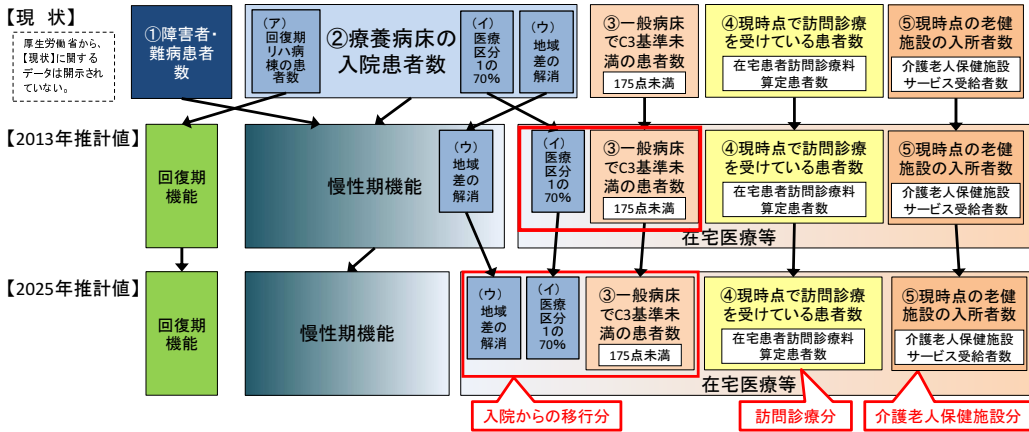 【現 状】
厚生労働省から、
【現状】に関する
データは開示され
ていない。
①障害者・
難病患者
数
(ア)
回復期
リハ病
棟の患
者数
②療養病床の
入院患者数
(イ)
医療
区分
1の
70%
(ウ)
地域
差の
解消
③一般病床
でC3基準未
満の患者数
175点未満
④現時点で訪問診療
を受けている患者数
在宅患者訪問診療料
算定患者数
⑤現時点の老健
施設の入所者数
介護老人保健施設
サービス受給者数
【2013年推計値】
回復期
機能
慢性期機能
(ウ)
地域
差の
解消
(イ)
医療
区分
1の
70%
③一般病床
でC3基準未
満の患者数
175点未満
④現時点で訪問診療
を受けている患者数
在宅患者訪問診療料
算定患者数
⑤現時点の老健
施設の入所者数
介護老人保健施設
サービス受給者数
在宅医療等
【2025年推計値】
回復期
機能
慢性期機能
(ウ)
地域
差の
解消
(イ)
医療
区分
1の
70%
③一般病床
でC3基準未
満の患者数
175点未満
④現時点で訪問診療
を受けている患者数
在宅患者訪問診療料
算定患者数
⑤現時点の老健
施設の入所者数
介護老人保健施設
サービス受給者数
在宅医療等
入院からの移行分
訪問診療分
介護老人保健施設分